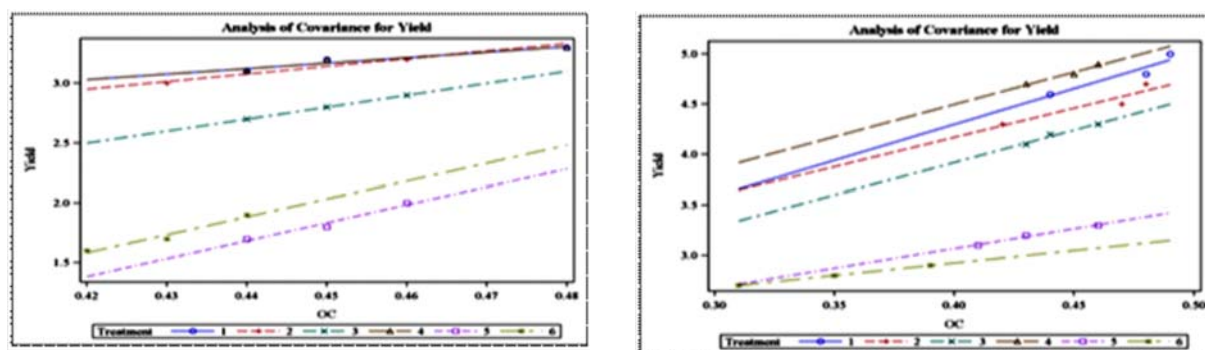 Analysis of Covariance for Yield
Yield
3.0
2.5
2.0
1.5
0.42 0.43 0.44 0.45 0.46 0.47 0.48
OC
Treatment 1 2 3 4 5 6
Analysis of Covariance for Yield
Yield
5.0
4.5
4.0
3.5
3.0
0.30 0.35 0.40 0.45 0.50
OC
Treatment 1 2 3 4 5 6